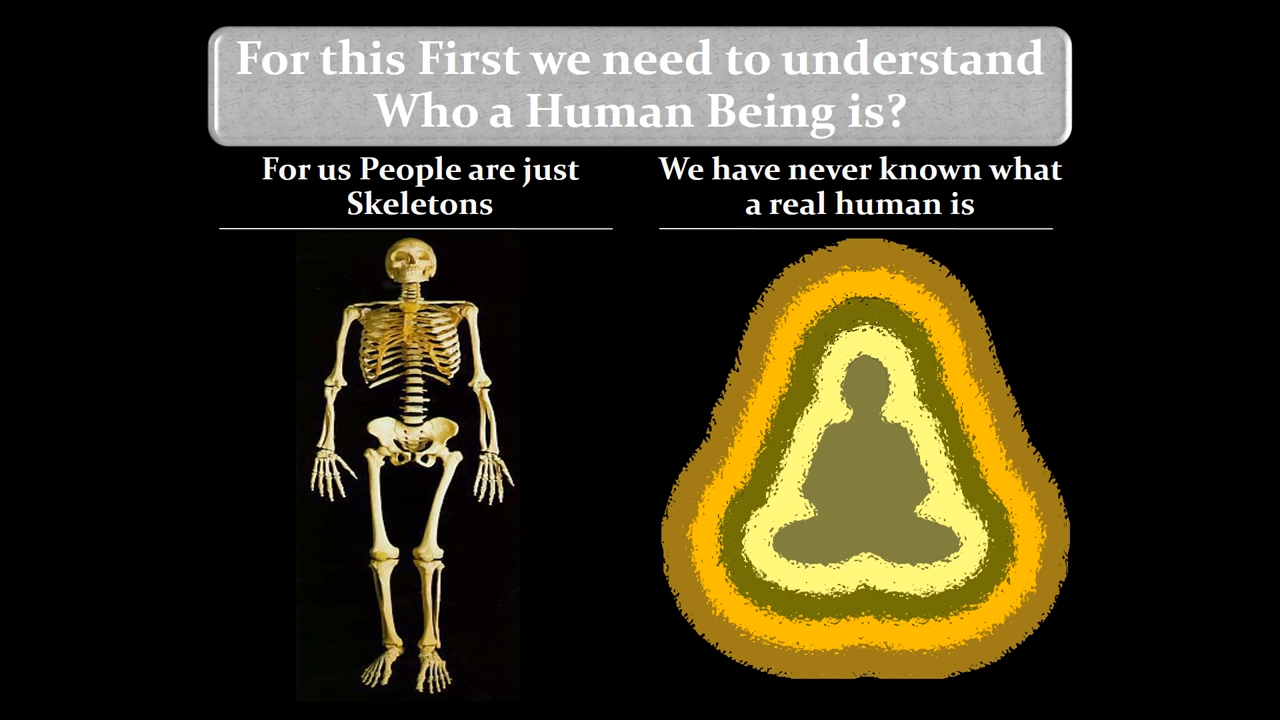 For this First we need to understand
Who a Human Being is?
For us People are just
Skeletons
We have never known what
a real human is